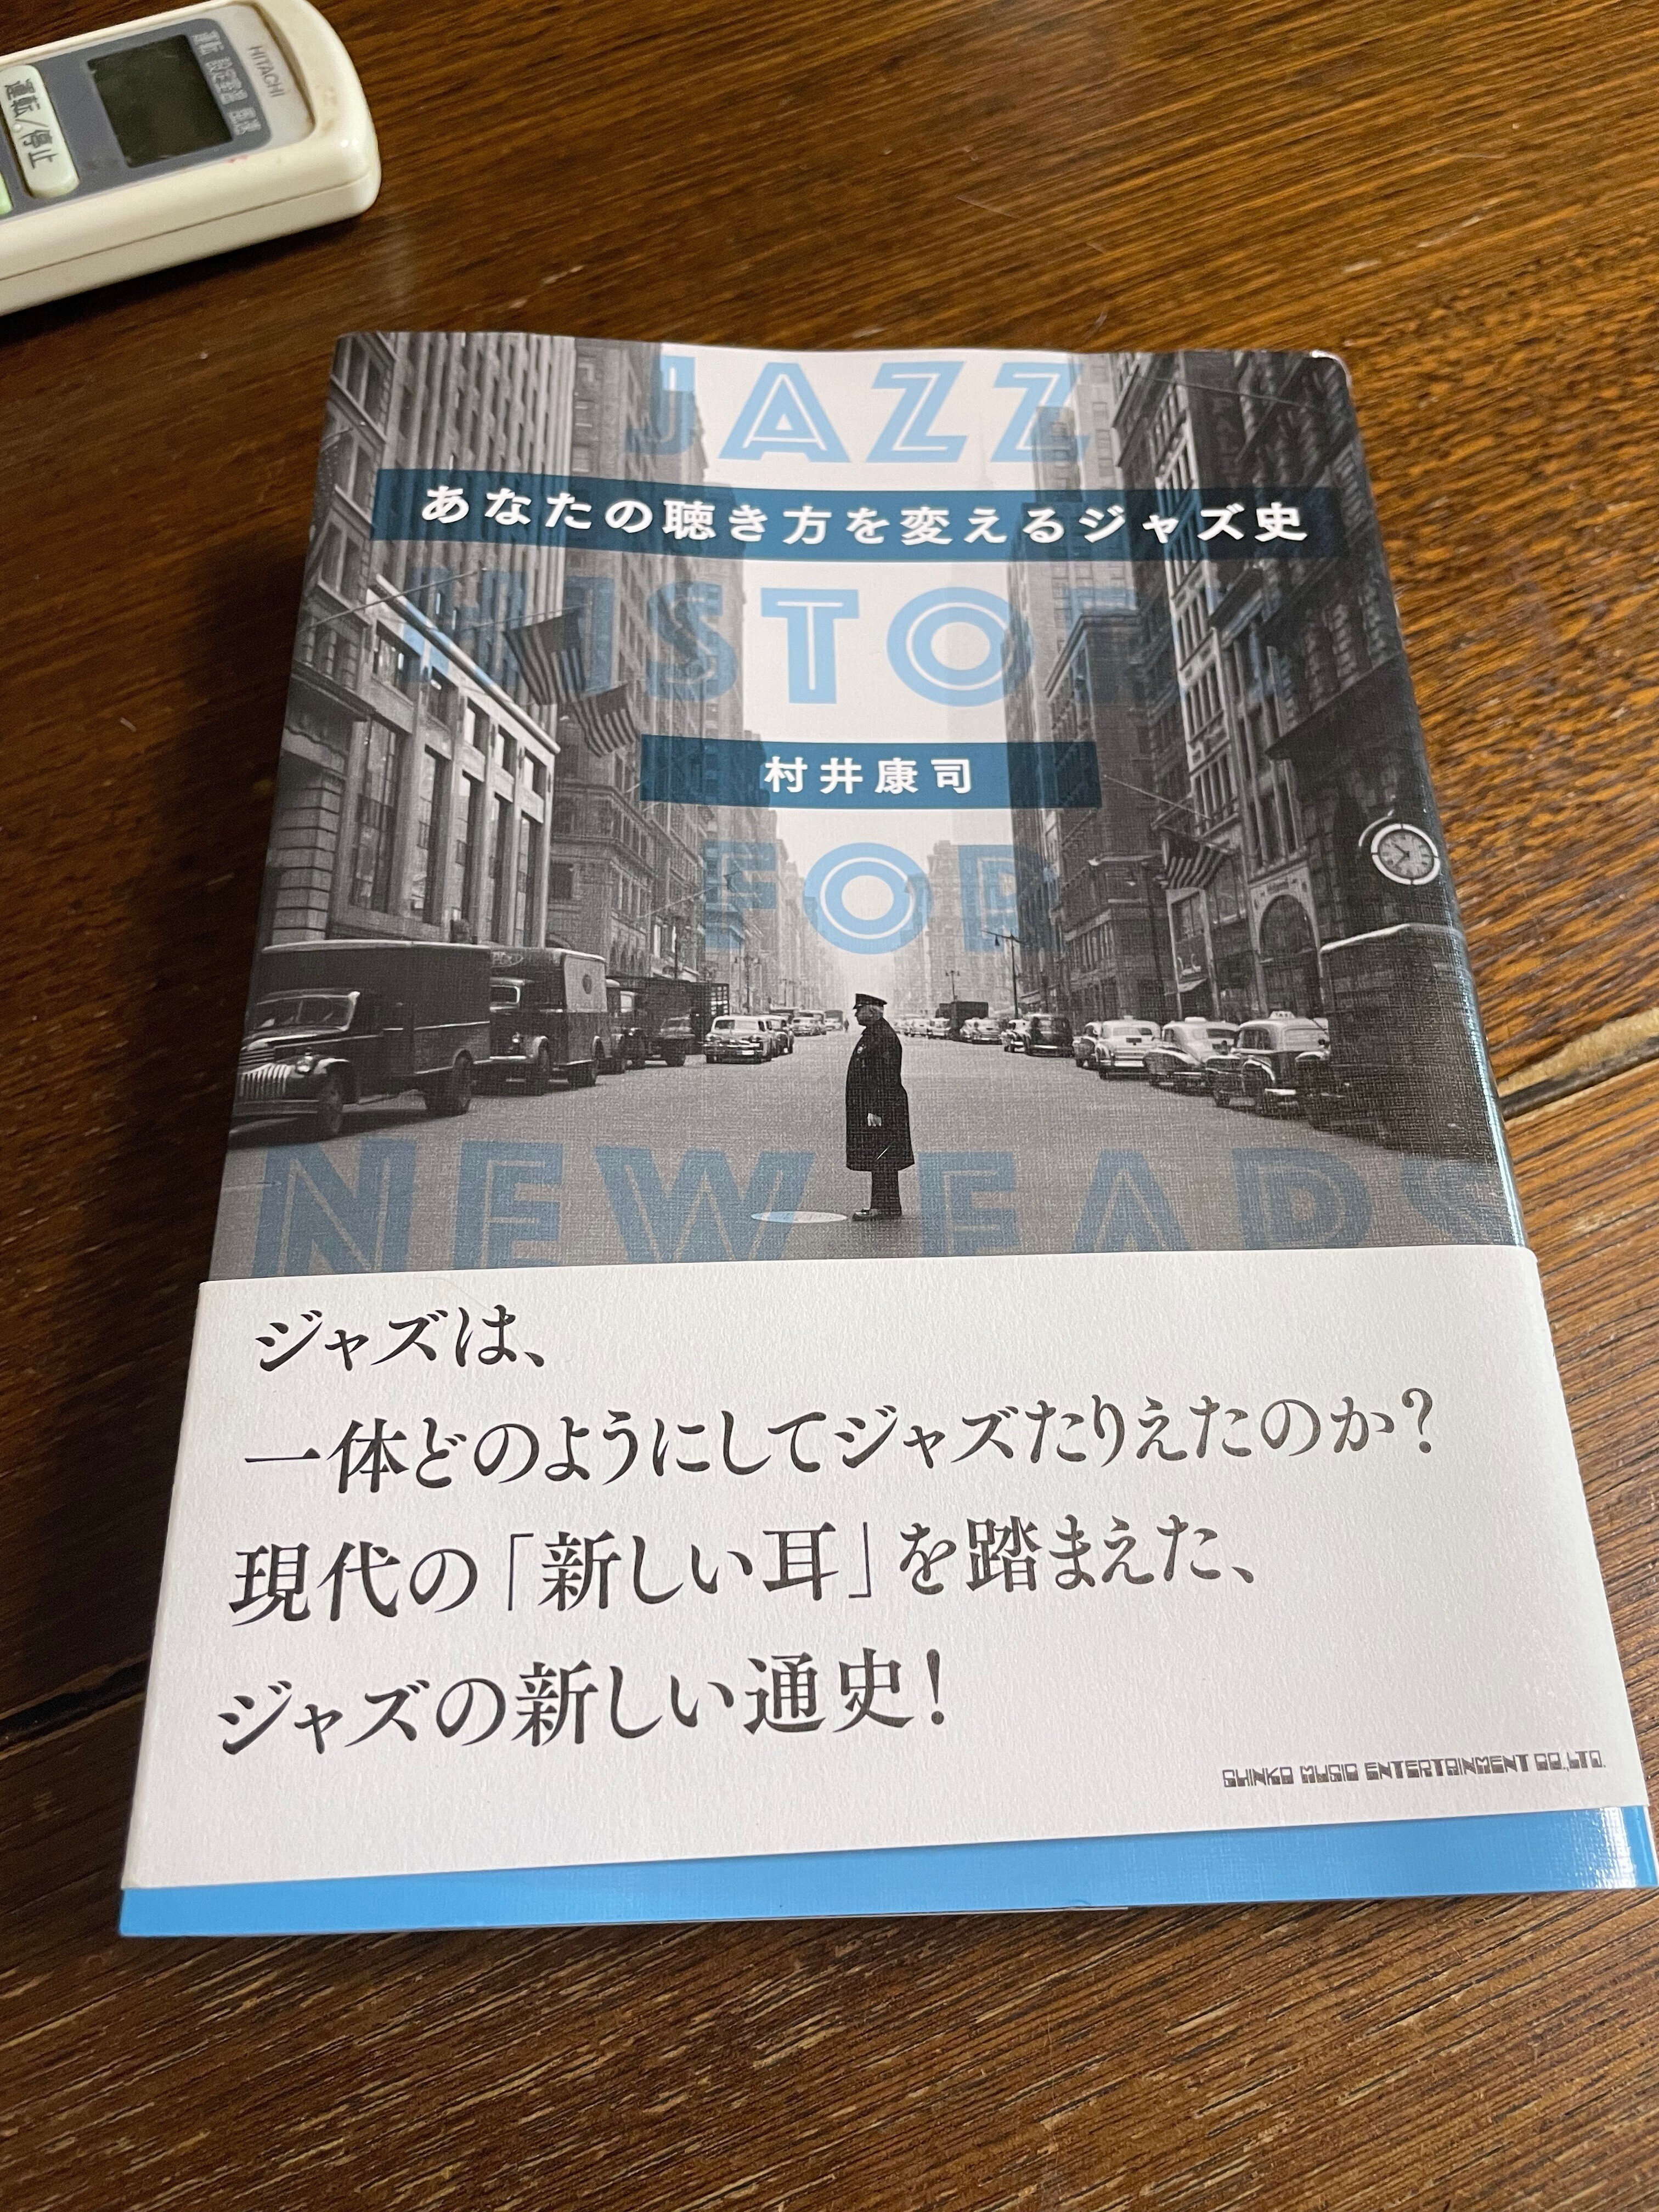 HITACHI
運転/停止
JAZZ
あなたの聴き方を変えるジャズ史
HISTORY
村井康司
FOR
NEW EARS
ジャズは、
一体どのようにしてジャズたりえたのか?
現代の「新しい耳」を踏まえた、
ジャズの新しい通史!
SHINKO MUSIC ENTERTAINMENT CO.,LTD.